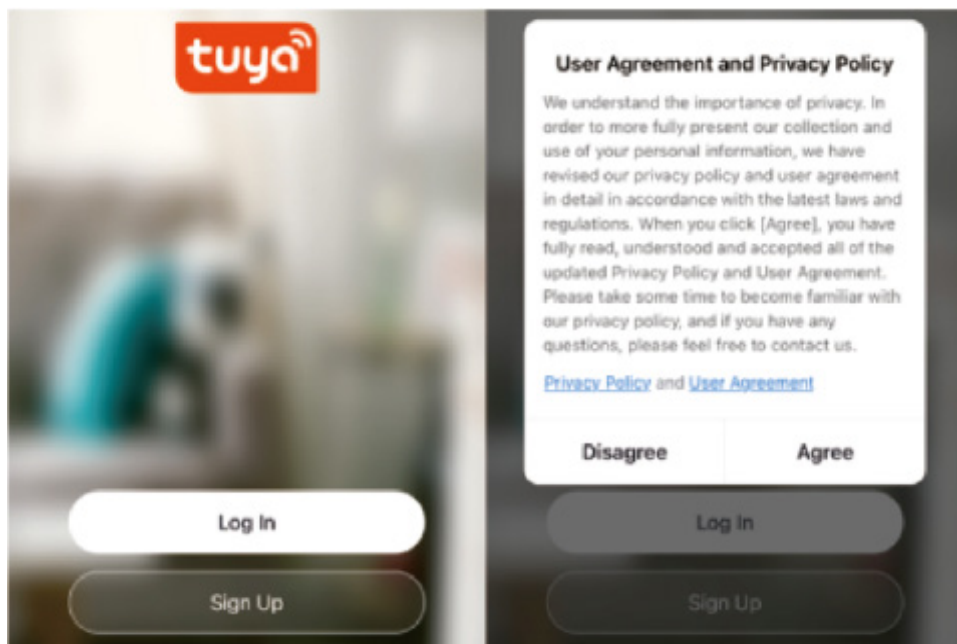 tuya
Log In
Sign Up
User Agreement and Privacy Policy
We understand the importance of privacy. In
order to more fully present our collection and
use of your personal information, we have
revised our privacy policy and user agreement
in detail in accordance with the latest laws and
regulations. When you click [Agree], you have
fully read, understood and accepted all of the
updated Privacy Policy and User Agreement.
Please take some time to become familiar with
our privacy policy, and if you have any
questions, please feel free to contact us.
Privacy Policy and User Agreement
Disagree Agree
Log In
Sign Up